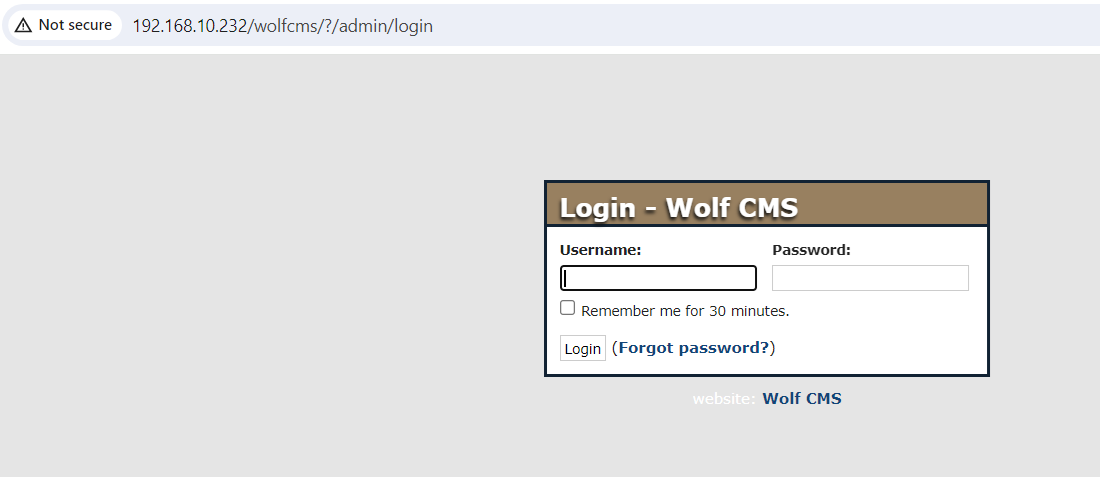 Not secure 192.168.10.232/wolfcms/?/admin/login
Login - Wolf CMS
Username: Password:
Remember me for 30 minutes.
Login (Forgot password?)
website: Wolf CMS